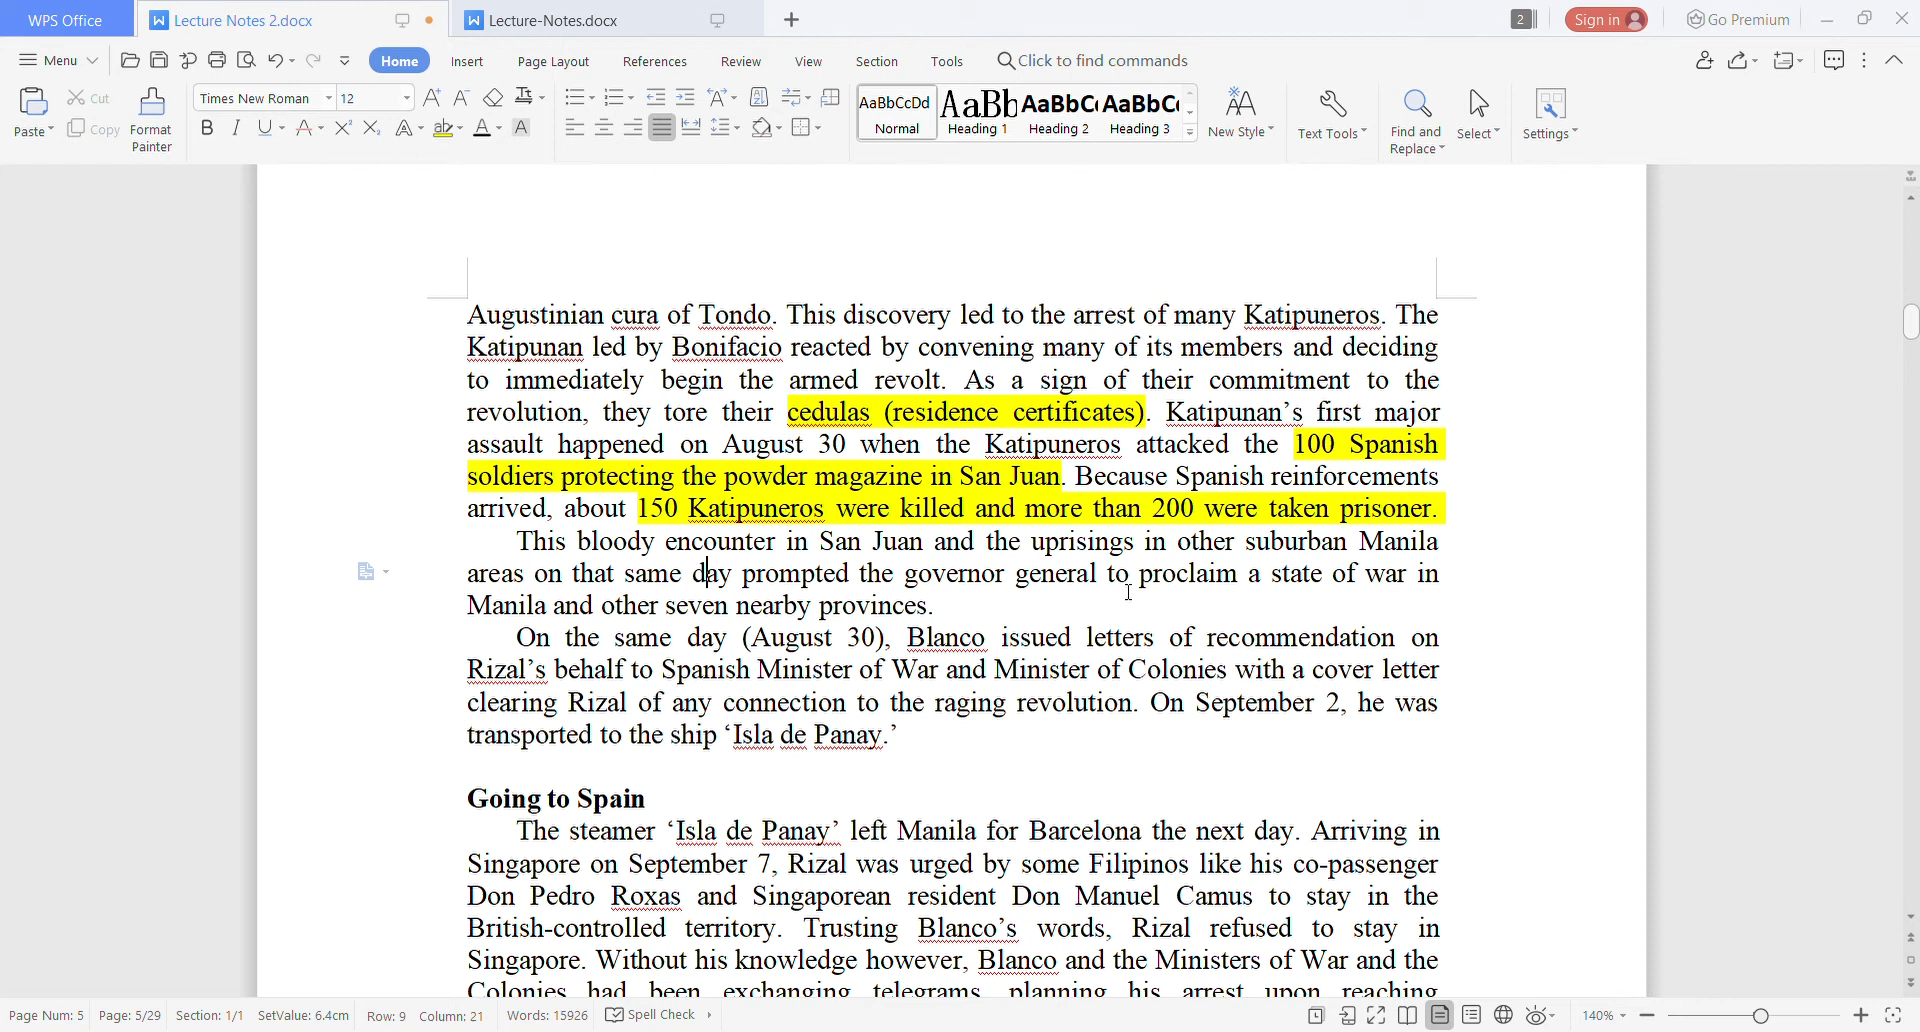 WPS Office
Lecture Notes 2.docx
Lecture-Notes.docx
2
Sign in
Go Premium
Menu
Home
Insert
Page Layout
References
Review
View
Section
Tools
Click to find commands
Paste
Cut
Copy
Format Painter
Times New Roman
12
AaBbCcDd
Normal
AaBb
Heading 1
AaBbC
Heading 2
AaBbC
Heading 3
New Style
Text Tools
Find and Replace
Select
Settings
Augustinian cura of Tondo. This discovery led to the arrest of many Katipuneros. The
Katipunan led by Bonifacio reacted by convening many of its members and deciding
to immediately begin the armed revolt. As a sign of their commitment to the
revolution, they tore their cedulas (residence certificates). Katipunan’s first major
assault happened on August 30 when the Katipuneros attacked the 100 Spanish
soldiers protecting the powder magazine in San Juan. Because Spanish reinforcements
arrived, about 150 Katipuneros were killed and more than 200 were taken prisoner.
This bloody encounter in San Juan and the uprisings in other suburban Manila
areas on that same day prompted the governor general to proclaim a state of war in
Manila and other seven nearby provinces.
On the same day (August 30), Blanco issued letters of recommendation on
Rizal’s behalf to Spanish Minister of War and Minister of Colonies with a cover letter
clearing Rizal of any connection to the raging revolution. On September 2, he was
transported to the ship ‘Isla de Panay.’
Going to Spain
The steamer ‘Isla de Panay’ left Manila for Barcelona the next day. Arriving in
Singapore on September 7, Rizal was urged by some Filipinos like his co-passenger
Don Pedro Roxas and Singaporean resident Don Manuel Camus to stay in the
British-controlled territory. Trusting Blanco’s words, Rizal refused to stay in
Singapore. Without his knowledge however, Blanco and the Ministers of War and the
Colonies had been exchanging telegrams, planning his arrest upon reaching
Page Num: 5
Page: 5/29
Section: 1/1
SetValue: 6.4cm
Row: 9
Column: 21
Words: 15926
Spell Check
140%